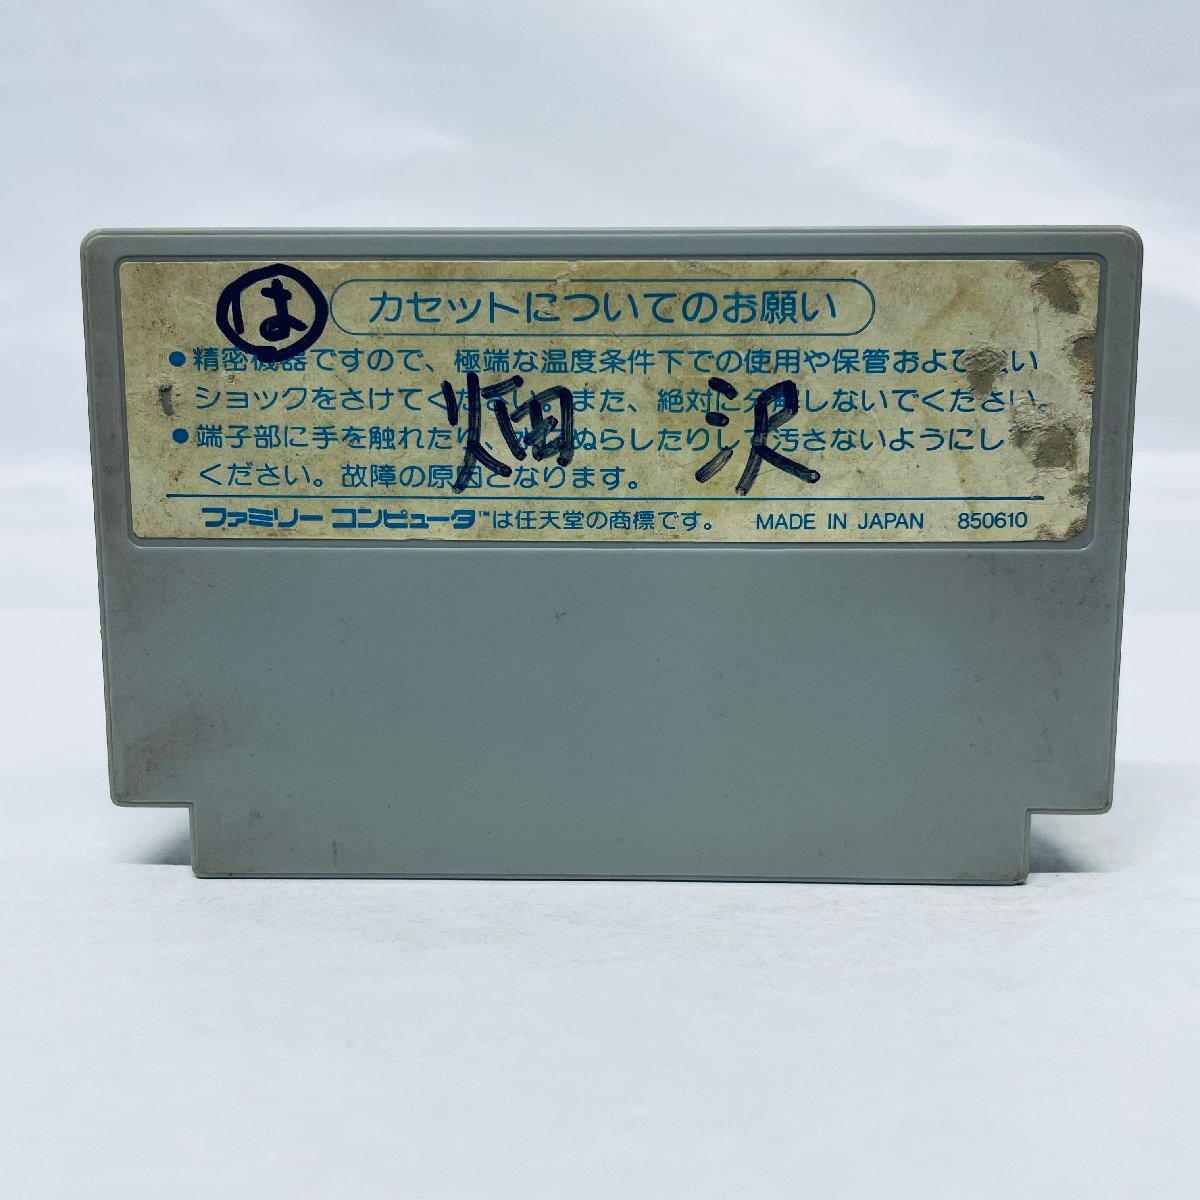 は
カセットについてのお願い
●精密機器ですので、極端な温度条件下での使用や保管および い
ショックをさけてください。また、絶対に分解しないでください。
●端子部に手を触れたり、 ぬらしたりして汚さないようにし
ください。故障の原因となります。
畑 沢
ファミリーコンピュータ™は任天堂の商標です。 MADE IN JAPAN 850610